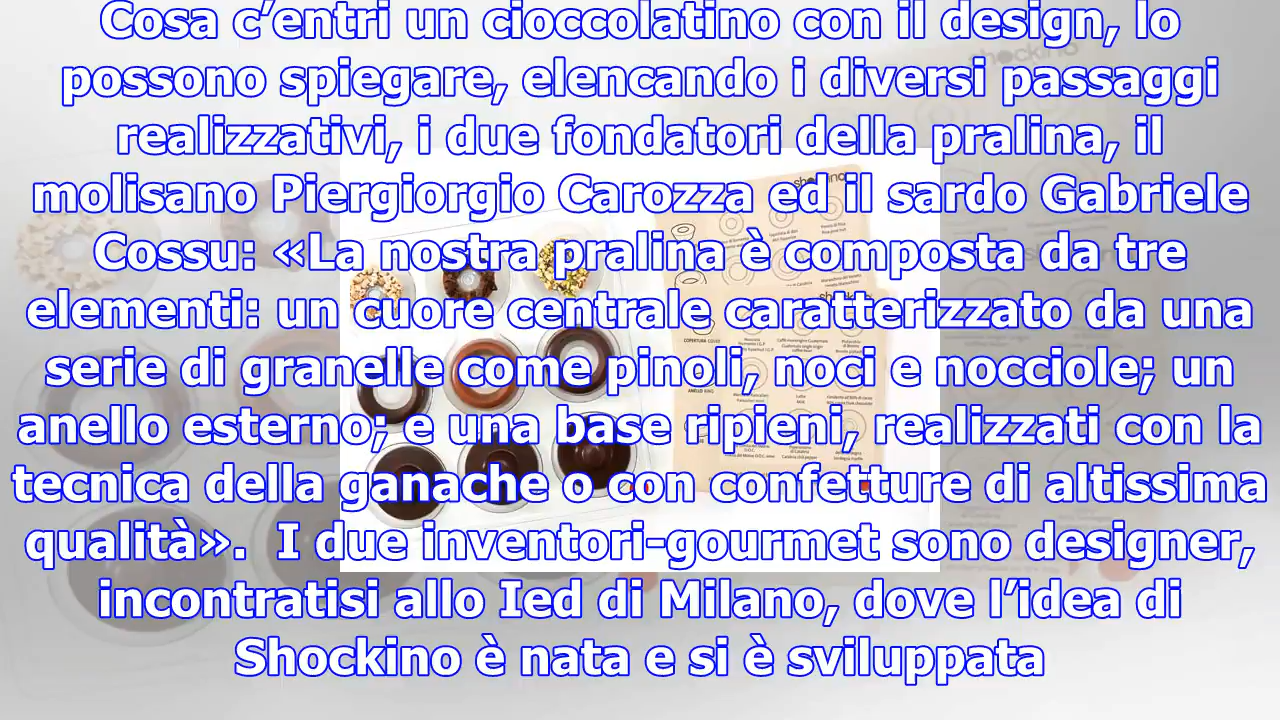 Cosa c’entri un cioccolatino con il design, lo
possono spiegare, elencando i diversi passaggi
realizzativi, i due fondatori della pralina, il
molisano Piergiorgio Carozza ed il sardo Gabriele
Cossu: «La nostra pralina è composta da tre
elementi: un cuore centrale caratterizzato da una
serie di granelle come pinoli, noci e nocciole; un
anello esterno; e una base ripieni, realizzati con la
tecnica della ganache o con confetture di altissima
qualità».  I due inventori-gourmet sono designer,
incontratisi allo Ied di Milano, dove l’idea di
Shockino è nata e si è sviluppata